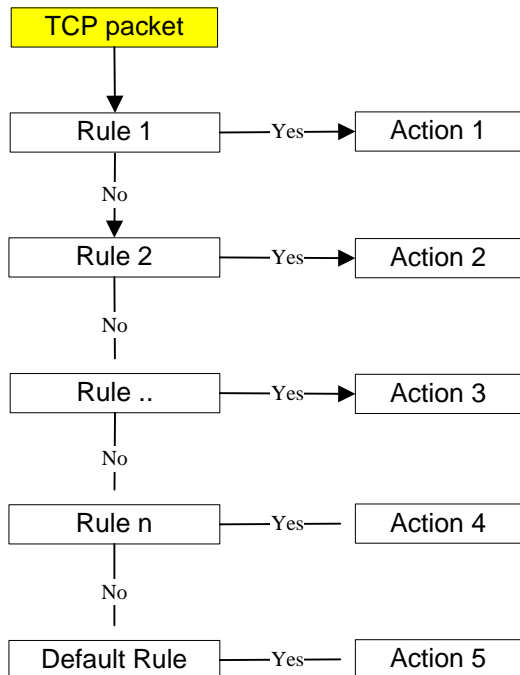 TCP packet
Rule 1
Yes
Action 1
No
Rule 2
Yes
Action 2
No
Rule ..
Yes
Action 3
No
Rule n
Yes
Action 4
No
Default Rule
Yes
Action 5